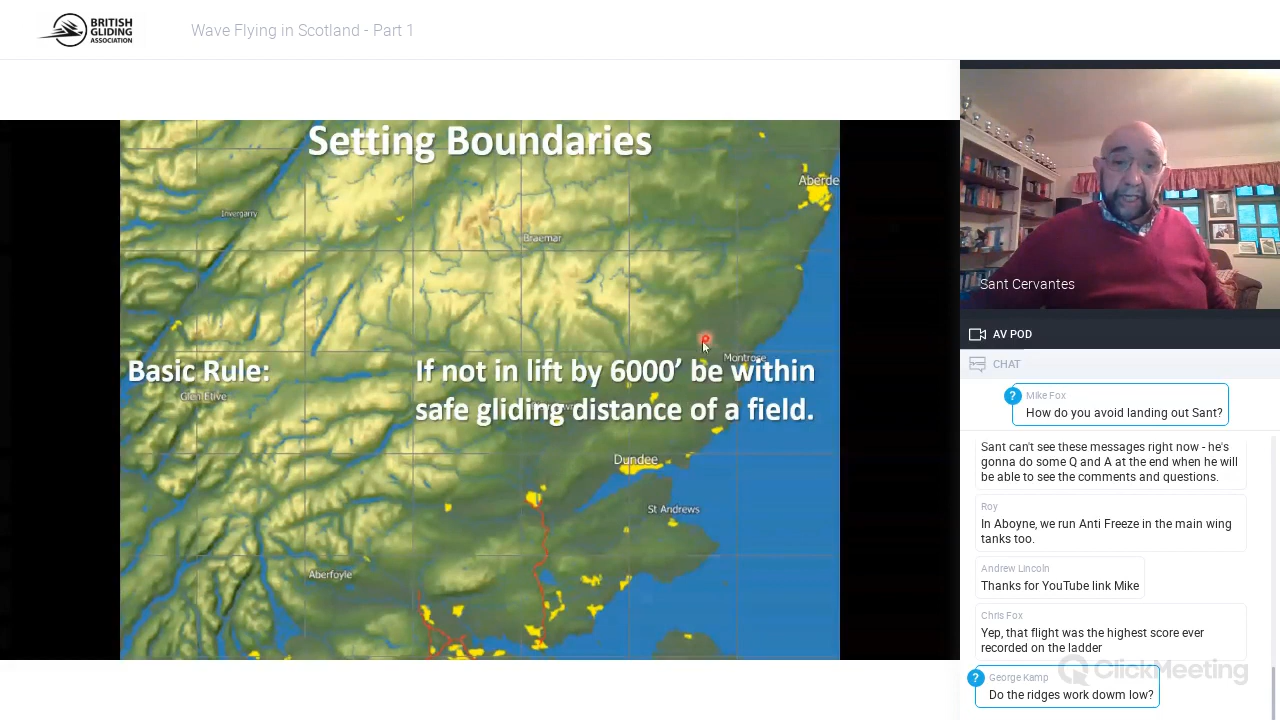 BRITISH
GLIDING
ASSOCIATION
Wave Flying in Scotland - Part 1
Setting Boundaries
Aberde
Invergarry
Braemar
Montrose
Basic Rule:
If not in lift by 6000' be within
safe gliding distance of a field.
Glen Etive
Dundee
St Andrews
Aberfoyle
Sant Cervantes
AV POD
CHAT
Mike Fox
How do you avoid landing out Sant?
Sant can't see these messages right now - he's
gonna do some Q and A at the end when he will
be able to see the comments and questions.
Roy
In Aboyne, we run Anti Freeze in the main wing
tanks too.
Andrew Lincoln
Thanks for YouTube link Mike
Chris Fox
Yep, that flight was the highest score ever
recorded on the ladder
ClickMeeting
George Kamp
Do the ridges work dowm low?